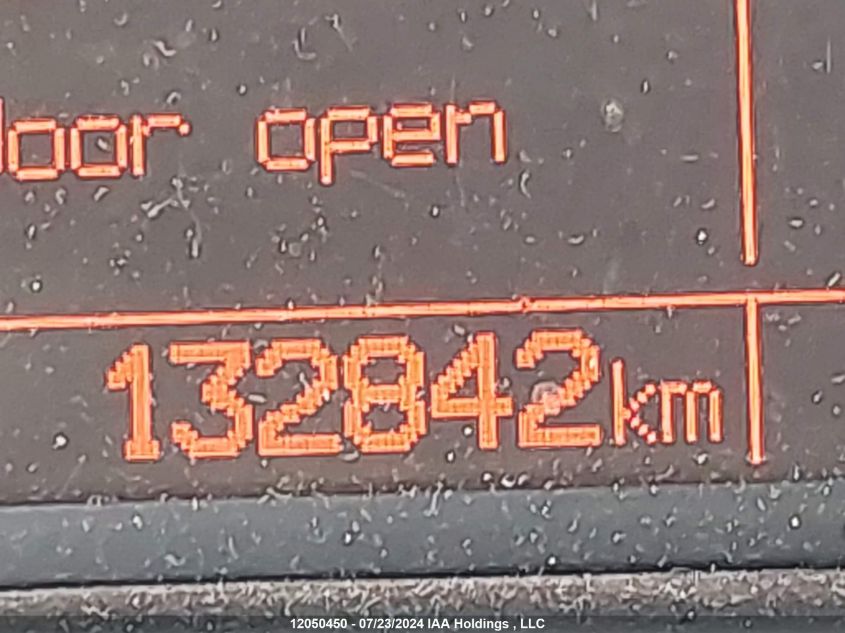 door open
132842km
12050450 - 07/23/2024 IAA Holdings , LLC